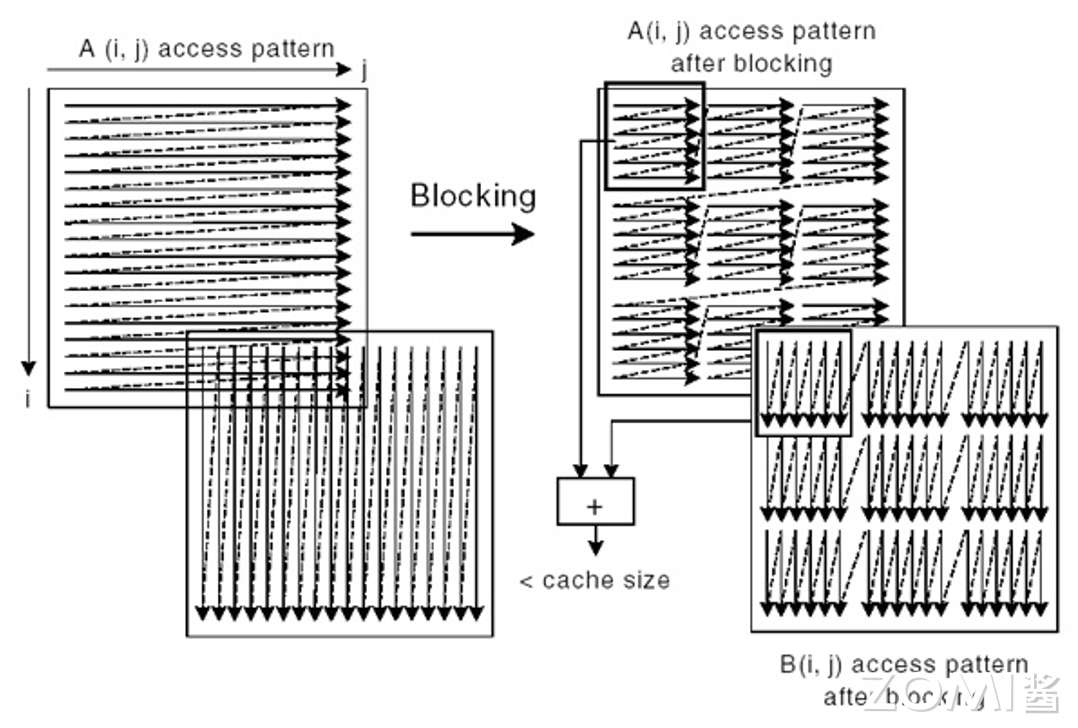 A (i, j) access pattern
j
i
Blocking
A(i, j) access pattern
after blocking
+
< cache size
B(i, j) access pattern
after blocking
ZOMI酱